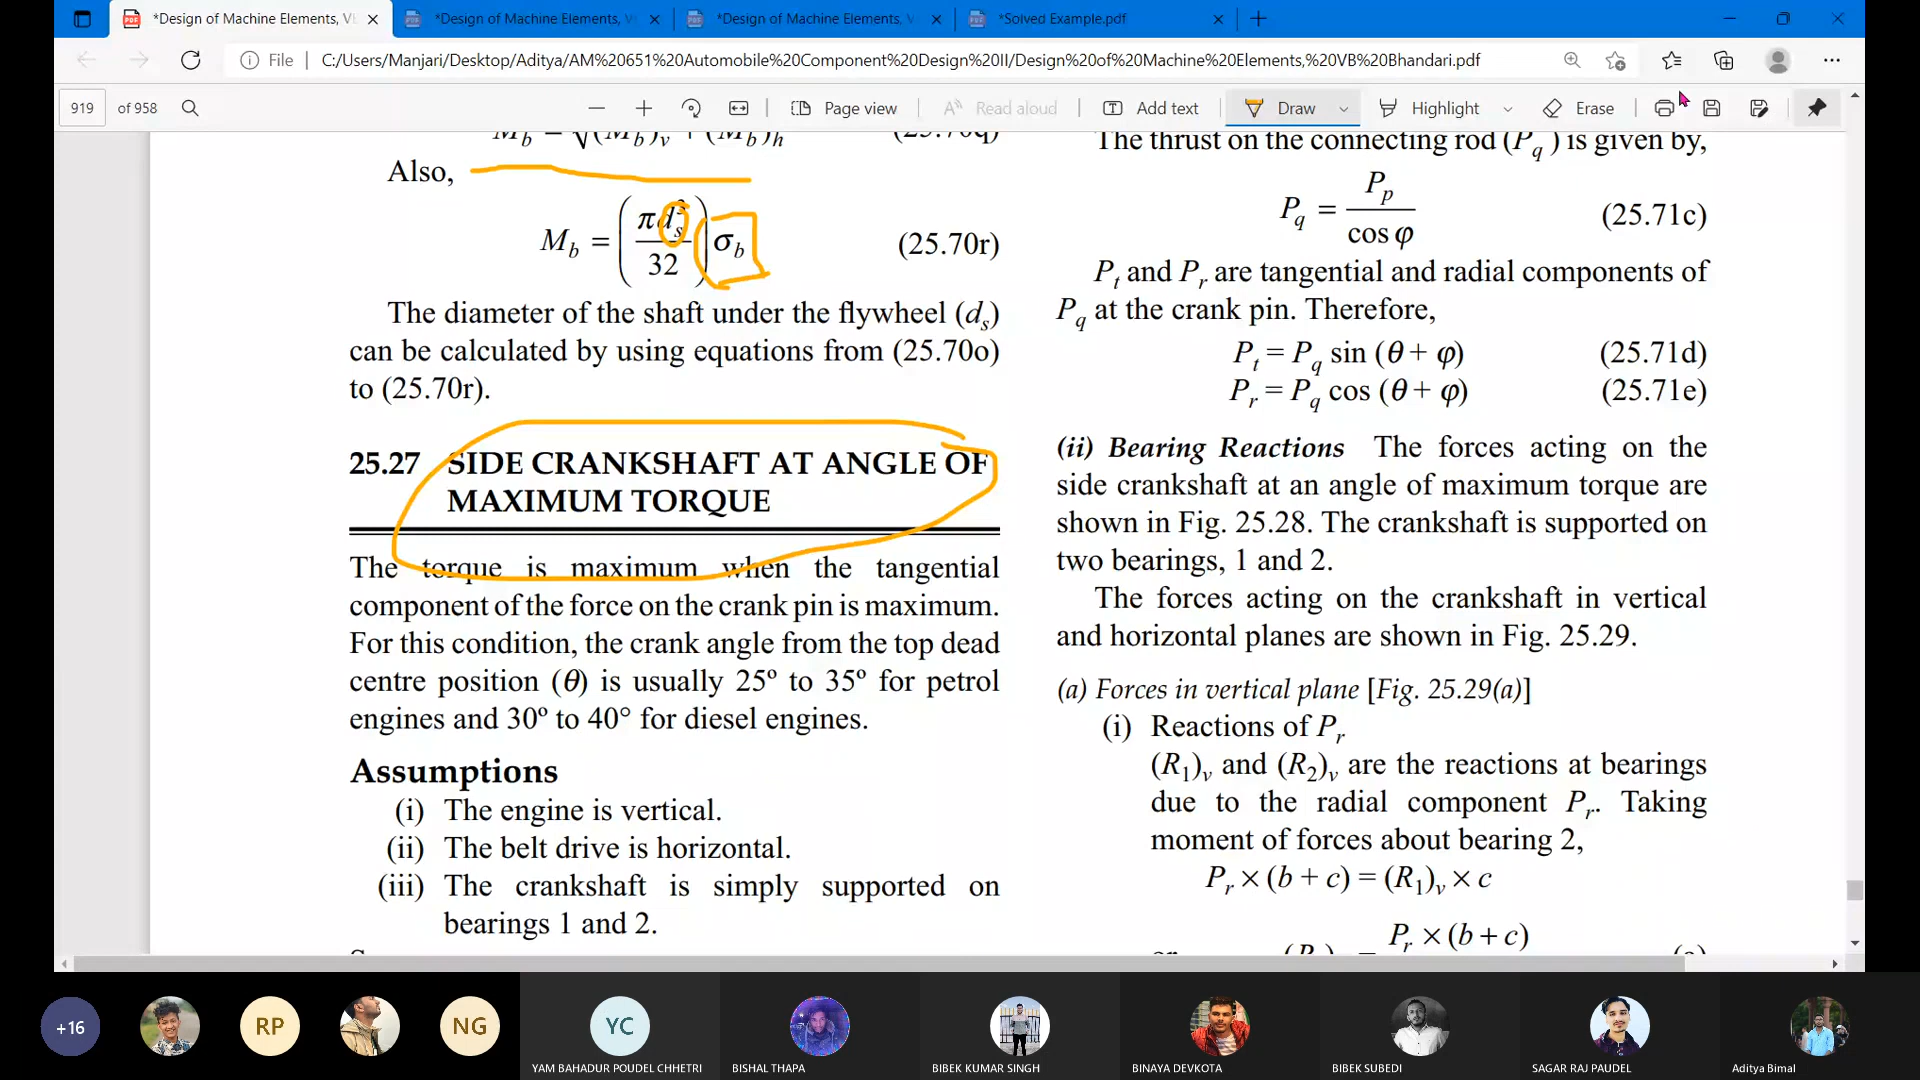 *Design of Machine Elements, VI
*Design of Machine Elements, V
*Design of Machine Elements, V
*Solved Example.pdf
File C:/Users/Manjari/Desktop/Aditya/AM%20651%20Automobile%20Component%20Design%20II/Design%20of%20Machine%20Elements,%20VB%20Bhandari.pdf
919 of 958
Page view
Read aloud
Add text
Draw
Highlight
Erase
Also,
M_b = (πd_s³/32) σ_b (25.70r)
The diameter of the shaft under the flywheel (d_s)
can be calculated by using equations from (25.70o)
to (25.70r).
25.27 SIDE CRANKSHAFT AT ANGLE OF
MAXIMUM TORQUE
The torque is maximum when the tangential
component of the force on the crank pin is maximum.
For this condition, the crank angle from the top dead
centre position (θ) is usually 25º to 35º for petrol
engines and 30º to 40° for diesel engines.
Assumptions
(i) The engine is vertical.
(ii) The belt drive is horizontal.
(iii) The crankshaft is simply supported on
bearings 1 and 2.
The thrust on the connecting rod (P_q) is given by,
P_q = P_p / cos φ (25.71c)
P_t and P_r are tangential and radial components of
P_q at the crank pin. Therefore,
P_t = P_q sin (θ + φ) (25.71d)
P_r = P_q cos (θ + φ) (25.71e)
(ii) Bearing Reactions The forces acting on the
side crankshaft at an angle of maximum torque are
shown in Fig. 25.28. The crankshaft is supported on
two bearings, 1 and 2.
The forces acting on the crankshaft in vertical
and horizontal planes are shown in Fig. 25.29.
(a) Forces in vertical plane [Fig. 25.29(a)]
(i) Reactions of P_r
(R_1)_v and (R_2)_v are the reactions at bearings
due to the radial component P_r. Taking
moment of forces about bearing 2,
P_r × (b + c) = (R_1)_v × c
P_r × (b + c)
+16
RP
NG
YC
YAM BAHADUR POUDEL CHHETRI
BISHAL THAPA
BIBEK KUMAR SINGH
BINAYA DEVKOTA
BIBEK SUBEDI
SAGAR RAJ PAUDEL
Aditya Bimal